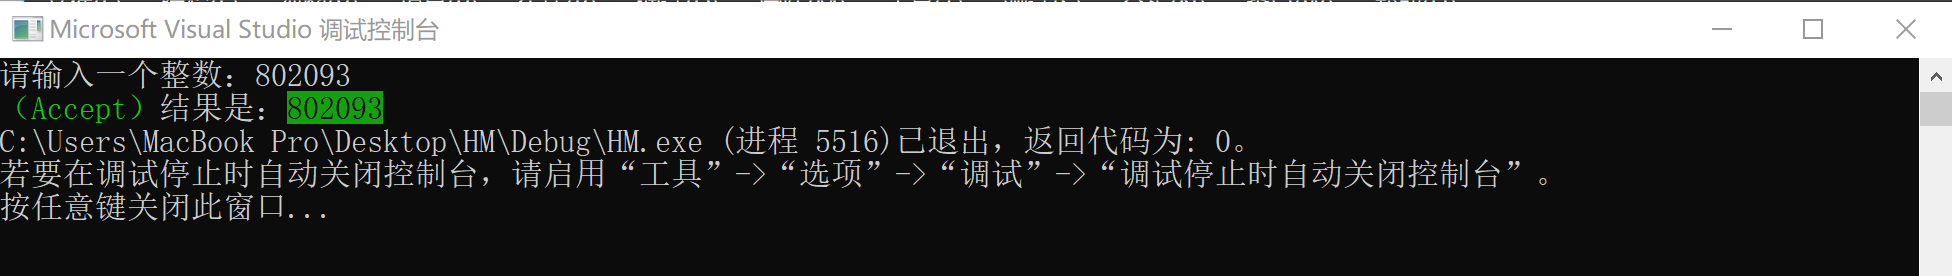 Microsoft Visual Studio 调试控制台
请输入一个整数：802093
（Accept）结果是：802093
C:\Users\MacBook Pro\Desktop\HM\Debug\HM.exe (进程 5516)已退出，返回代码为: 0。
若要在调试停止时自动关闭控制台，请启用“工具”->“选项”->“调试”->“调试停止时自动关闭控制台”。
按任意键关闭此窗口...